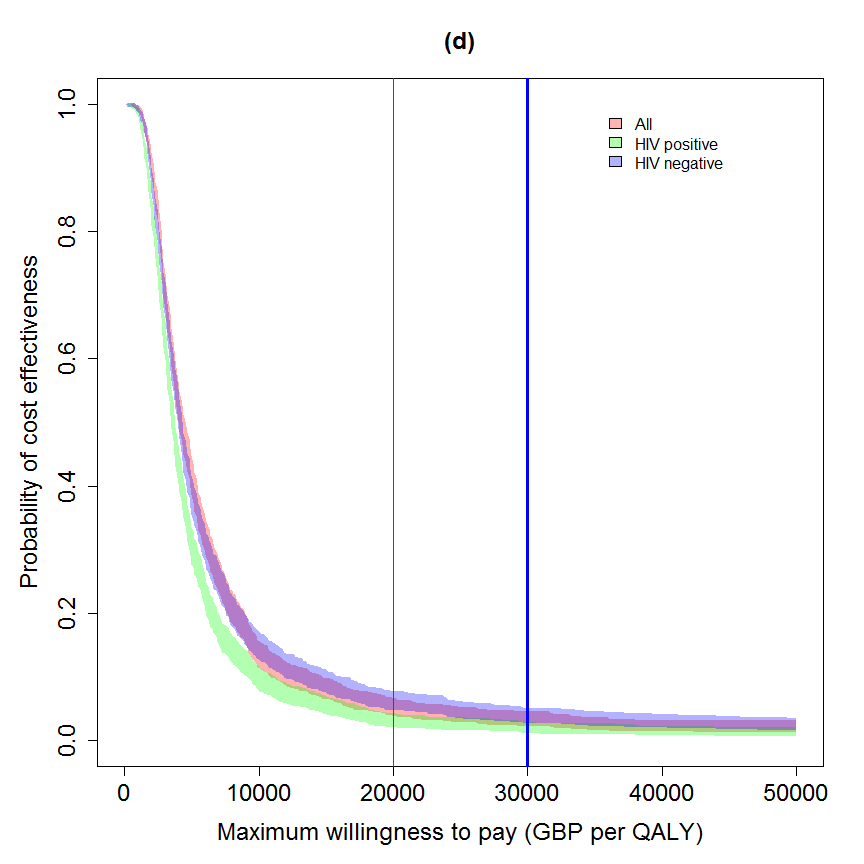 (d)
All
HIV positive
HIV negative
Probability of cost effectiveness
1.0
0.8
0.6
0.4
0.2
0.0
0 10000 20000 30000 40000 50000
Maximum willingness to pay (GBP per QALY)